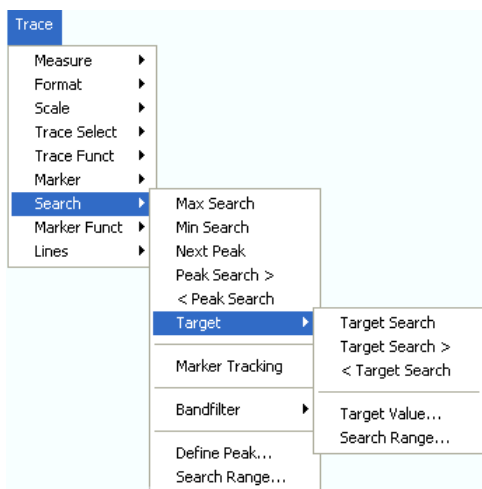 Trace
Measure
Format
Scale
Trace Select
Trace Funct
Marker
Search
Marker Funct
Lines
Max Search
Min Search
Next Peak
Peak Search >
< Peak Search
Target
Marker Tracking
Bandfilter
Define Peak...
Search Range...
Target Search
Target Search >
< Target Search
Target Value...
Search Range...